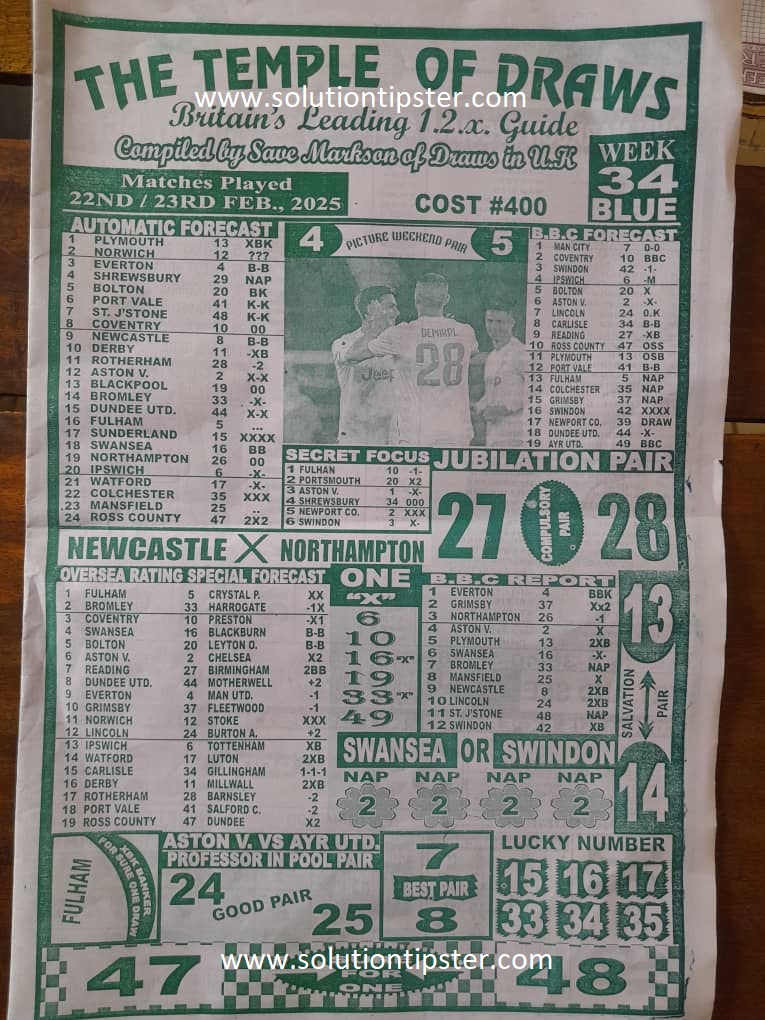 THE TEMPLE OF DRAWS
www.solutiontipster.com
Britain's Leading 1.2.x. Guide
Compiled by Save Markson of Draws in U.K
WEEK
34
BLUE
Matches Played
22ND / 23RD FEB., 2025
COST #400
AUTOMATIC FORECAST
1 PLYMOUTH 13 XBK
2 NORWICH 12 ???
3 EVERTON 4 B-B
4 SHREWSBURY 29 NAP
5 BOLTON 20 BK
6 PORT VALE 41 K-K
7 ST. J'STONE 48 K-K
8 COVENTRY 10 00
9 NEWCASTLE 8 B-B
10 DERBY 11 -XB
11 ROTHERHAM 28 -2
12 ASTON V. 2 X-X
13 BLACKPOOL 19 00
14 BROMLEY 33 -X-
15 DUNDEE UTD. 44 X-X
16 FULHAM 5 ...
17 SUNDERLAND 15 XXXX
18 SWANSEA 16 BB
19 NORTHAMPTON 26 00
20 IPSWICH 6 -X-
21 WATFORD 17 -X-
22 COLCHESTER 35 XXX
23 MANSFIELD 25 ..
24 ROSS COUNTY 47 2X2
4 PICTURE WEEKEND PAIR 5
DEMIRAL
28
Jeep
B.B.C FORECAST
1 MAN CITY 7 0-0
2 COVENTRY 10 BBC
3 SWINDON 42 -1-
4 IPSWICH 6 -M
5 BOLTON 20 X
6 ASTON V. 2 -X-
7 LINCOLN 24 O.K
8 CARLISLE 34 B-B
9 READING 27 -XB
10 ROSS COUNTY 47 OSS
11 PLYMOUTH 13 OSB
12 PORT VALE 41 B-B
13 FULHAM 5 NAP
14 COLCHESTER 35 NAP
15 GRIMSBY 37 NAP
16 SWINDON 42 XXXX
17 NEWPORT CO. 39 DRAW
18 DUNDEE UTD. 44 -X-
19 AYR UTD. 49 BBC
SECRET FOCUS
1 FULHAN 10 -1-
2 PORTSMOUTH 20 X2
3 ASTON V. 1 -X-
4 SHREWSBURY 34 000
5 NEWPORT CO. 2 XXX
6 SWINDON 3 X-
JUBILATION PAIR
27 COMPULSORY PAIR 28
NEWCASTLE X NORTHAMPTON
OVERSEA RATING SPECIAL FORECAST
1 FULHAM 5 CRYSTAL P. XX
2 BROMLEY 33 HARROGATE -1X
3 COVENTRY 10 PRESTON -X1
4 SWANSEA 16 BLACKBURN B-B
5 BOLTON 20 LEYTON O. B-B
6 ASTON V. 2 CHELSEA X2
7 READING 27 BIRMINGHAM 2BB
8 DUNDEE UTD. 44 MOTHERWELL +2
9 EVERTON 4 MAN UTD. -1
10 GRIMSBY 37 FLEETWOOD -1
11 NORWICH 12 STOKE XXX
12 LINCOLN 24 BURTON A. +2
13 IPSWICH 6 TOTTENHAM XB
14 WATFORD 17 LUTON 2XB
15 CARLISLE 34 GILLINGHAM 1-1-1
16 DERBY 11 MILLWALL 2XB
17 ROTHERHAM 28 BARNSLEY -2
18 PORT VALE 41 SALFORD C. -2
19 ROSS COUNTY 47 DUNDEE X2
ONE
"X"
6
10
16 "X"
19
33 "X"
49
B.B.C REPORT
1 EVERTON 4 BBK
2 GRIMSBY 37 Xx2
3 NORTHAMPTON 26 -1
4 ASTON V. 2 X
5 PLYMOUTH 13 2XB
6 SWANSEA 16 -X-
7 BROMLEY 33 NAP
8 MANSFIELD 25 X
9 NEWCASTLE 8 2XB
10 LINCOLN 24 2XB
11 ST. J'STONE 48 NAP
12 SWINDON 42 XB
13
SALVATION PAIR
14
SWANSEA OR SWINDON
NAP NAP NAP NAP
2 2 2 2
FULHAM
XBK BANKER
FOR SURE ONE DRAW
ASTON V. VS AYR UTD.
PROFESSOR IN POOL PAIR
24 GOOD PAIR 25
7
BEST PAIR
8
LUCKY NUMBER
15 16 17
33 34 35
www.solutiontipster.com
47 FOR ONE 48